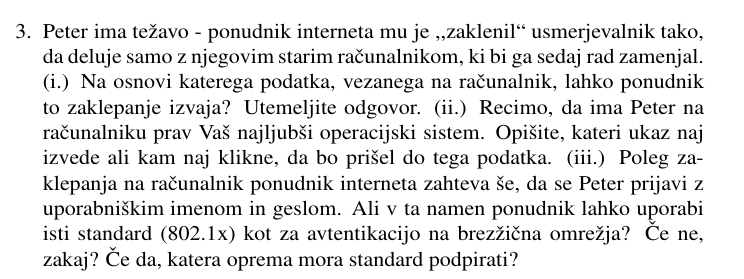 3. Peter ima težavo - ponudnik interneta mu je ,,zaklenil“ usmerjevalnik tako,
da deluje samo z njegovim starim računalnikom, ki bi ga sedaj rad zamenjal.
(i.) Na osnovi katerega podatka, vezanega na računalnik, lahko ponudnik
to zaklepanje izvaja? Utemeljite odgovor. (ii.) Recimo, da ima Peter na
računalniku prav Vaš najljubši operacijski sistem. Opišite, kateri ukaz naj
izvede ali kam naj klikne, da bo prišel do tega podatka. (iii.) Poleg za-
klepanja na računalnik ponudnik interneta zahteva še, da se Peter prijavi z
uporabniškim imenom in geslom. Ali v ta namen ponudnik lahko uporabi
isti standard (802.1x) kot za avtentikacijo na brezžična omrežja? Če ne,
zakaj? Če da, katera oprema mora standard podpirati?